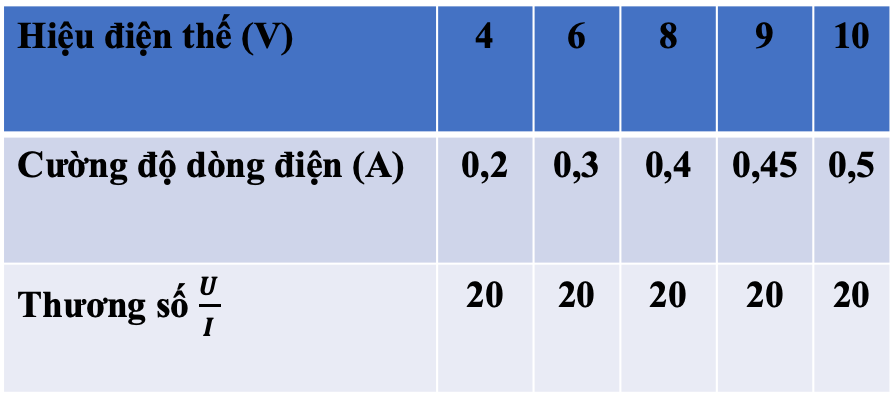 Hiệu điện thế (V) 4 6 8 9 10
Cường độ dòng điện (A) 0,2 0,3 0,4 0,45 0,5
Thương số U/I 20 20 20 20 20